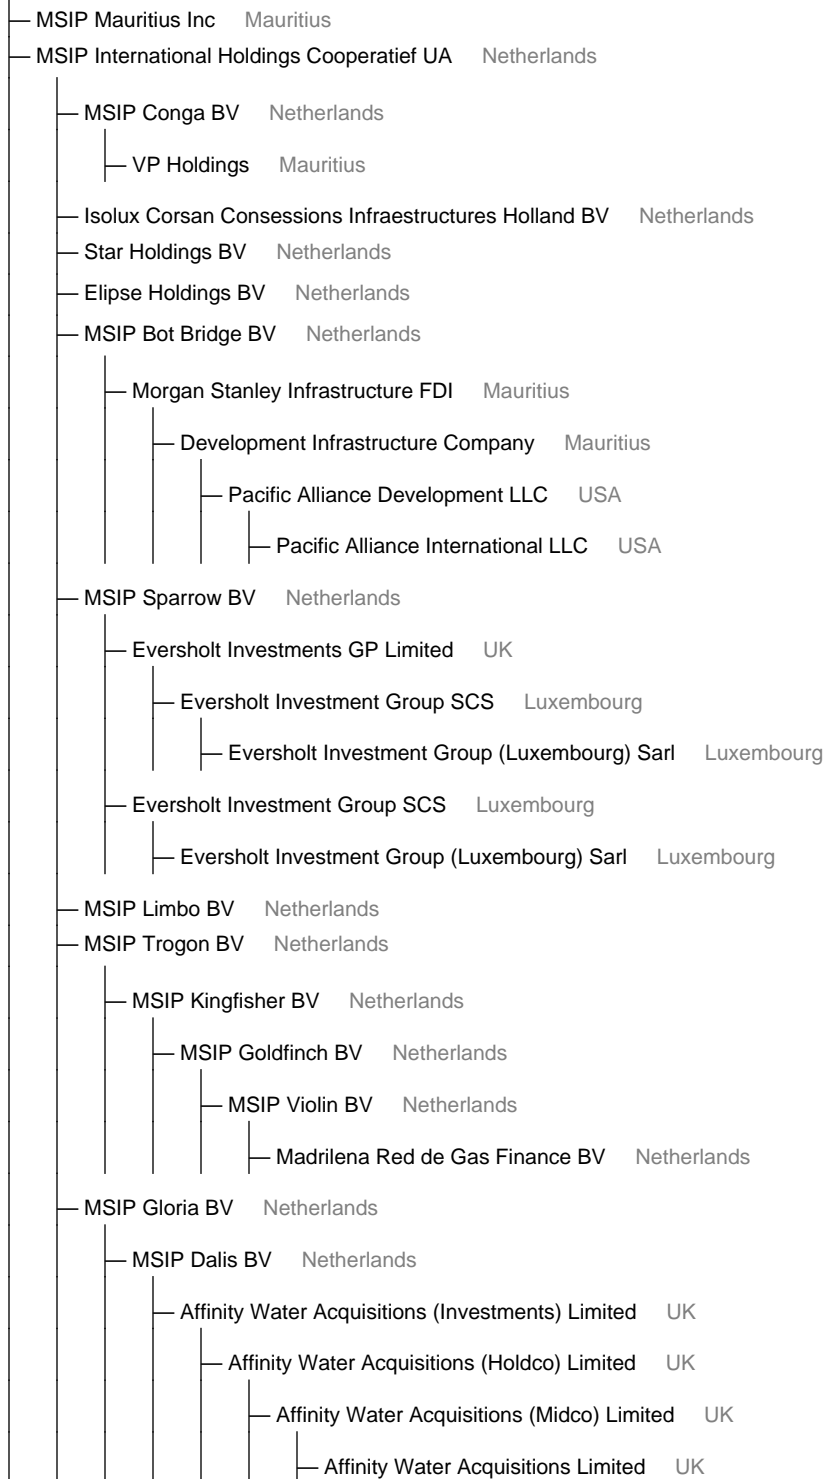 MSIP Mauritius Inc Mauritius
MSIP International Holdings Cooperatief UA Netherlands
MSIP Conga BV Netherlands
VP Holdings Mauritius
Isolux Corsan Consessions Infraestructures Holland BV Netherlands
Star Holdings BV Netherlands
Elipse Holdings BV Netherlands
MSIP Bot Bridge BV Netherlands
Morgan Stanley Infrastructure FDI Mauritius
Development Infrastructure Company Mauritius
Pacific Alliance Development LLC USA
Pacific Alliance International LLC USA
MSIP Sparrow BV Netherlands
Eversholt Investments GP Limited UK
Eversholt Investment Group SCS Luxembourg
Eversholt Investment Group (Luxembourg) Sarl Luxembourg
Eversholt Investment Group SCS Luxembourg
Eversholt Investment Group (Luxembourg) Sarl Luxembourg
MSIP Limbo BV Netherlands
MSIP Trogon BV Netherlands
MSIP Kingfisher BV Netherlands
MSIP Goldfinch BV Netherlands
MSIP Violin BV Netherlands
Madrilena Red de Gas Finance BV Netherlands
MSIP Gloria BV Netherlands
MSIP Dalis BV Netherlands
Affinity Water Acquisitions (Investments) Limited UK
Affinity Water Acquisitions (Holdco) Limited UK
Affinity Water Acquisitions (Midco) Limited UK
Affinity Water Acquisitions Limited UK